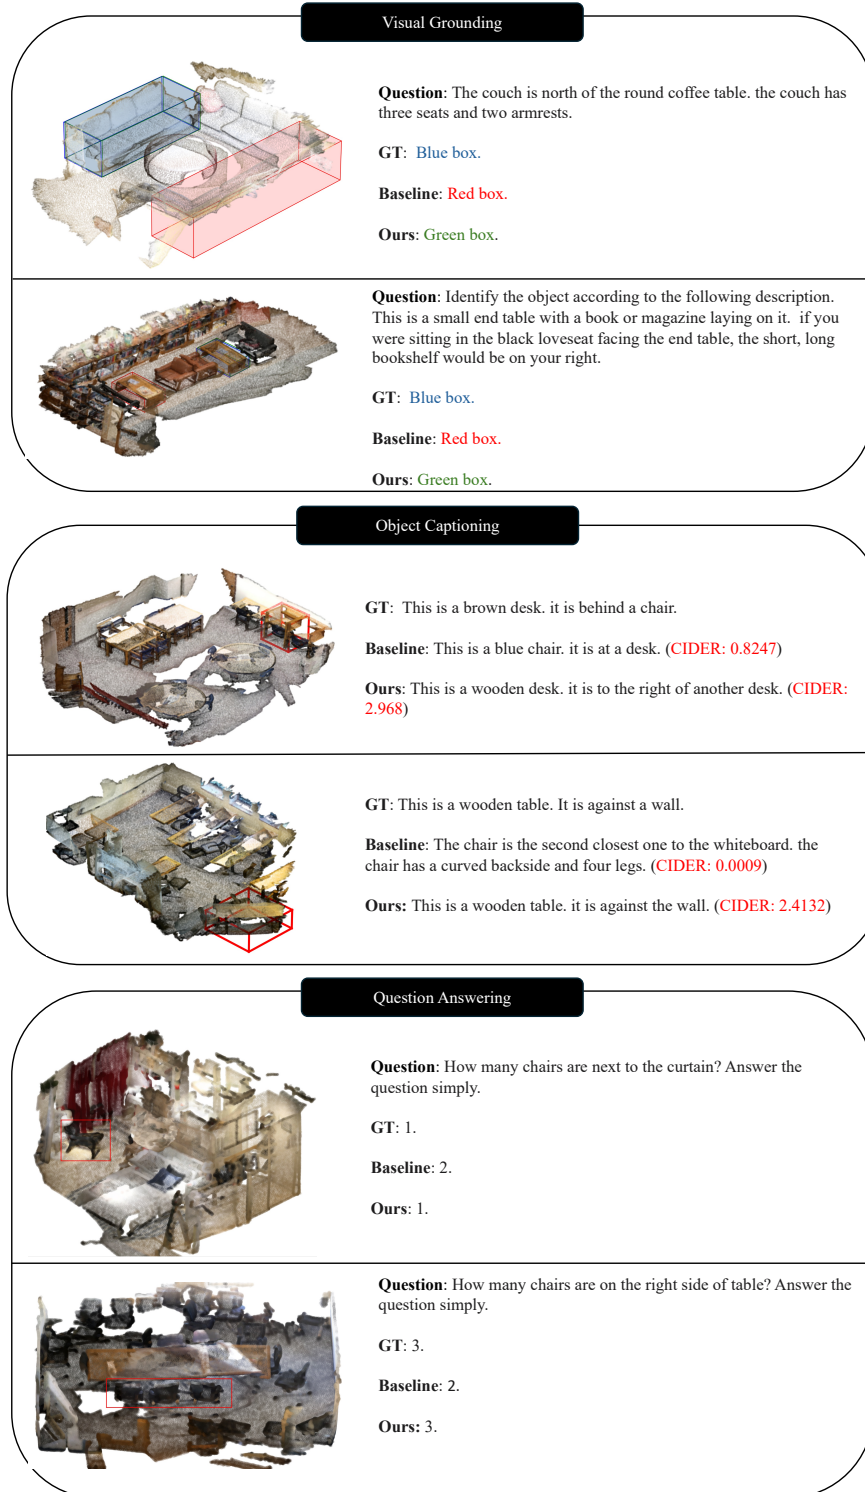 Visual Grounding
Question: The couch is north of the round coffee table. the couch has
three seats and two armrests.
GT: Blue box.
Baseline: Red box.
Ours: Green box.
Question: Identify the object according to the following description.
This is a small end table with a book or magazine laying on it. if you
were sitting in the black loveseat facing the end table, the short, long
bookshelf would be on your right.
GT: Blue box.
Baseline: Red box.
Ours: Green box.
Object Captioning
GT: This is a brown desk. it is behind a chair.
Baseline: This is a blue chair. it is at a desk. (CIDER: 0.8247)
Ours: This is a wooden desk. it is to the right of another desk. (CIDER:
2.968)
GT: This is a wooden table. It is against a wall.
Baseline: The chair is the second closest one to the whiteboard. the
chair has a curved backside and four legs. (CIDER: 0.0009)
Ours: This is a wooden table. it is against the wall. (CIDER: 2.4132)
Question Answering
Question: How many chairs are next to the curtain? Answer the
question simply.
GT: 1.
Baseline: 2.
Ours: 1.
Question: How many chairs are on the right side of table? Answer the
question simply.
GT: 3.
Baseline: 2.
Ours: 3.